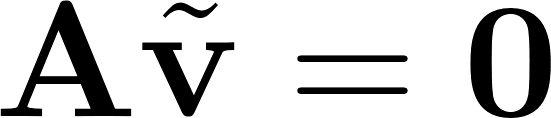 𝐀𝐯̃ = 𝟎